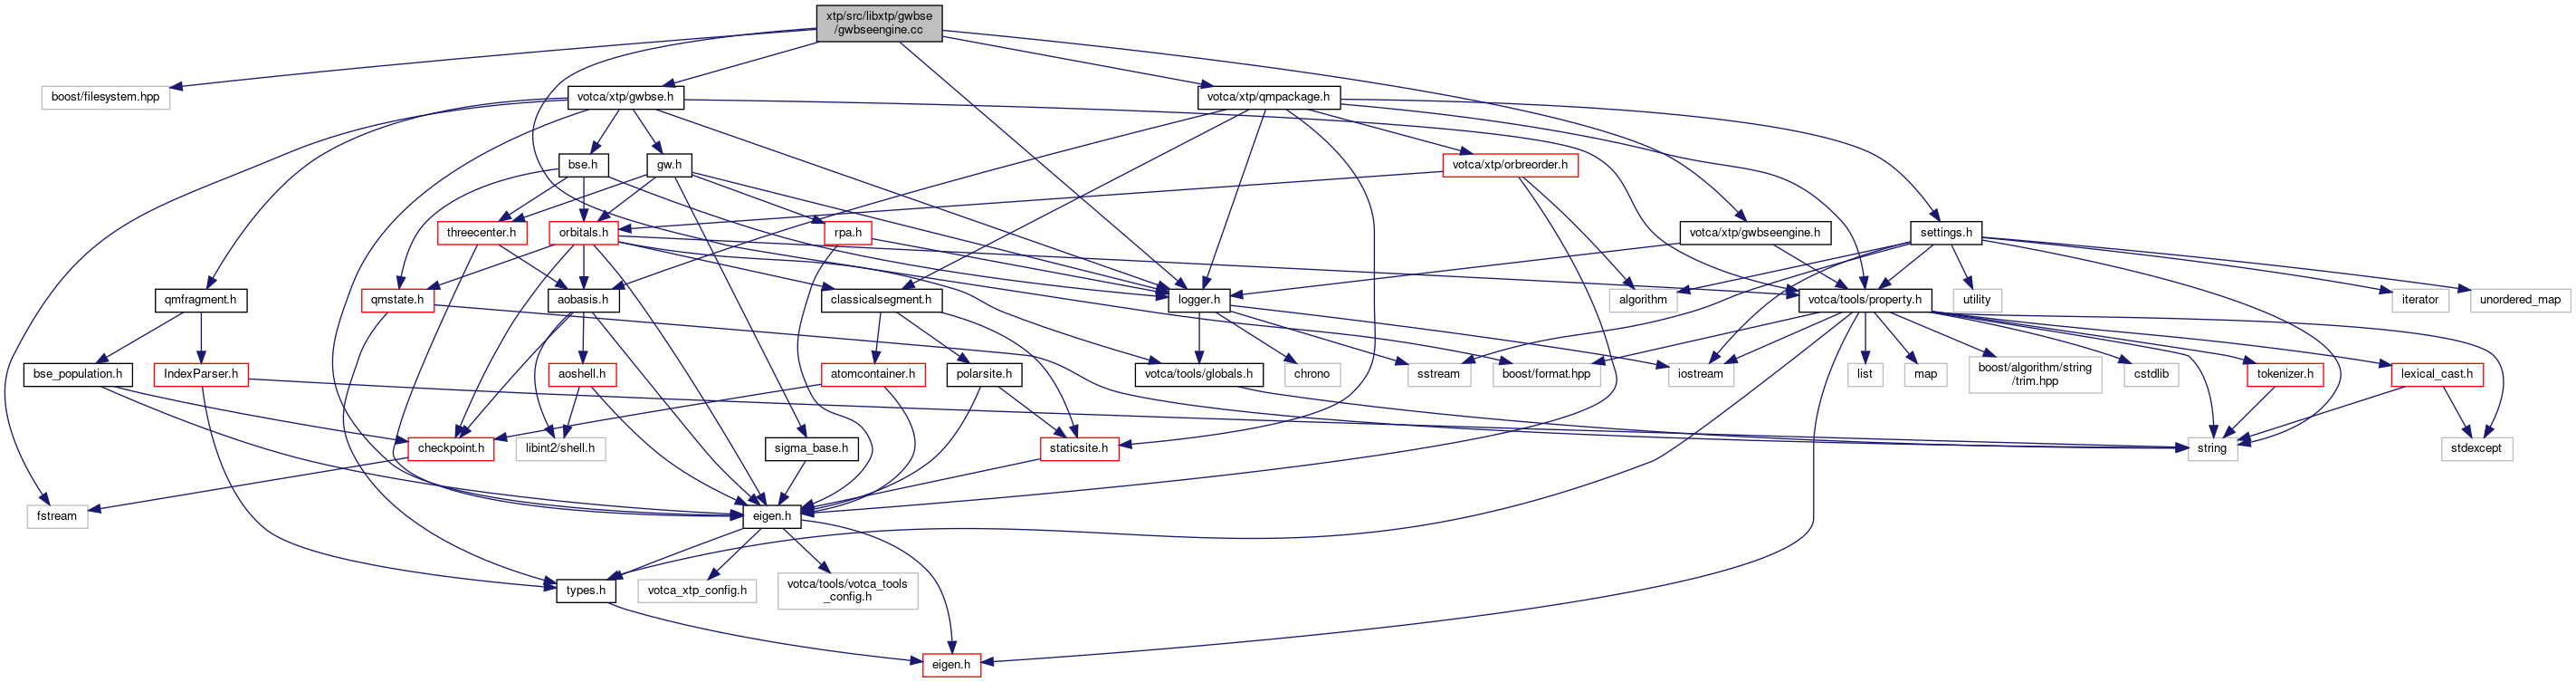 xtp/src/libxtp/gwbse
/gwbseengine.cc
boost/filesystem.hpp
votca/xtp/gwbse.h
votca/xtp/qmpackage.h
bse.h
gw.h
votca/xtp/orbreorder.h
threecenter.h
orbitals.h
rpa.h
votca/xtp/gwbseengine.h
settings.h
qmfragment.h
qmstate.h
aobasis.h
classicalsegment.h
logger.h
algorithm
votca/tools/property.h
utility
iterator
unordered_map
bse_population.h
IndexParser.h
aoshell.h
atomcontainer.h
polarsite.h
votca/tools/globals.h
chrono
sstream
boost/format.hpp
iostream
list
map
boost/algorithm/string
/trim.hpp
cstdlib
tokenizer.h
lexical_cast.h
checkpoint.h
libint2/shell.h
sigma_base.h
staticsite.h
string
stdexcept
fstream
eigen.h
types.h
votca_xtp_config.h
votca/tools/votca_tools
_config.h
eigen.h